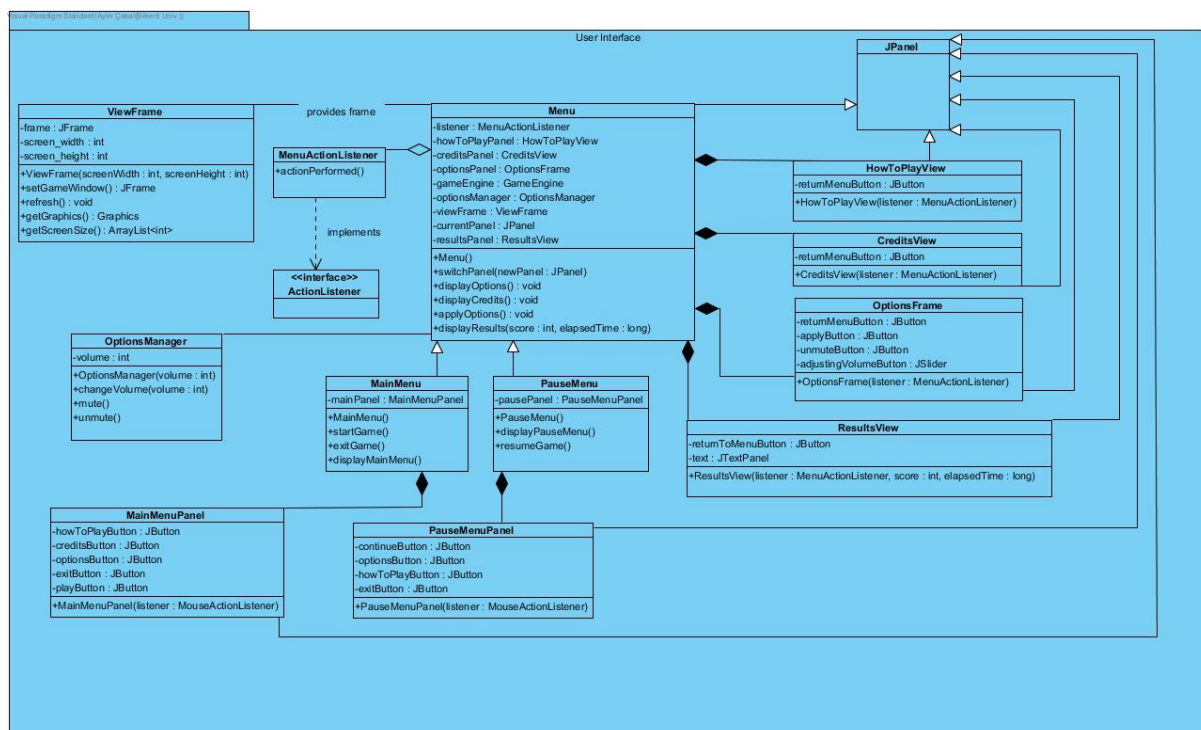 Visual Paradigm Standard(Aylin Çakal(Bilkent Univ.))
User Interface
JPanel
ViewFrame
-frame : JFrame
-screen_width : int
-screen_height : int
+ViewFrame(screenWidth : int, screenHeight : int)
+setGameWindow() : JFrame
+refresh() : void
+getGraphics() : Graphics
+getScreenSize() : ArrayList<int>
provides frame
MenuActionListener
+actionPerformed()
implements
<<interface>>
ActionListener
Menu
-listener : MenuActionListener
-howToPlayPanel : HowToPlayView
-creditsPanel : CreditsView
-optionsPanel : OptionsFrame
-gameEngine : GameEngine
-optionsManager : OptionsManager
-viewFrame : ViewFrame
-currentPanel : JPanel
-resultsPanel : ResultsView
+Menu()
+switchPanel(newPanel : JPanel)
+displayOptions() : void
+displayCredits() : void
+applyOptions() : void
+displayResults(score : int, elapsedTime : long)
HowToPlayView
-returnMenuButton : JButton
+HowToPlayView(listener : MenuActionListener)
CreditsView
-returnMenuButton : JButton
+CreditsView(listener : MenuActionListener)
OptionsFrame
-returnMenuButton : JButton
-applyButton : JButton
-unmuteButton : JButton
-adjustingVolumeButton : JSlider
+OptionsFrame(listener : MenuActionListener)
OptionsManager
-volume : int
+OptionsManager(volume : int)
+changeVolume(volume : int)
+mute()
+unmute()
MainMenu
-mainPanel : MainMenuPanel
+MainMenu()
+startGame()
+exitGame()
+displayMainMenu()
PauseMenu
-pausePanel : PauseMenuPanel
+PauseMenu()
+displayPauseMenu()
+resumeGame()
ResultsView
-returnToMenuButton : JButton
-text : JTextPanel
+ResultsView(listener : MenuActionListener, score : int, elapsedTime : long)
MainMenuPanel
-howToPlayButton : JButton
-creditsButton : JButton
-optionsButton : JButton
-exitButton : JButton
-playButton : JButton
+MainMenuPanel(listener : MouseActionListener)
PauseMenuPanel
-continueButton : JButton
-optionsButton : JButton
-howToPlayButton : JButton
-exitButton : JButton
+PauseMenuPanel(listener : MouseActionListener)